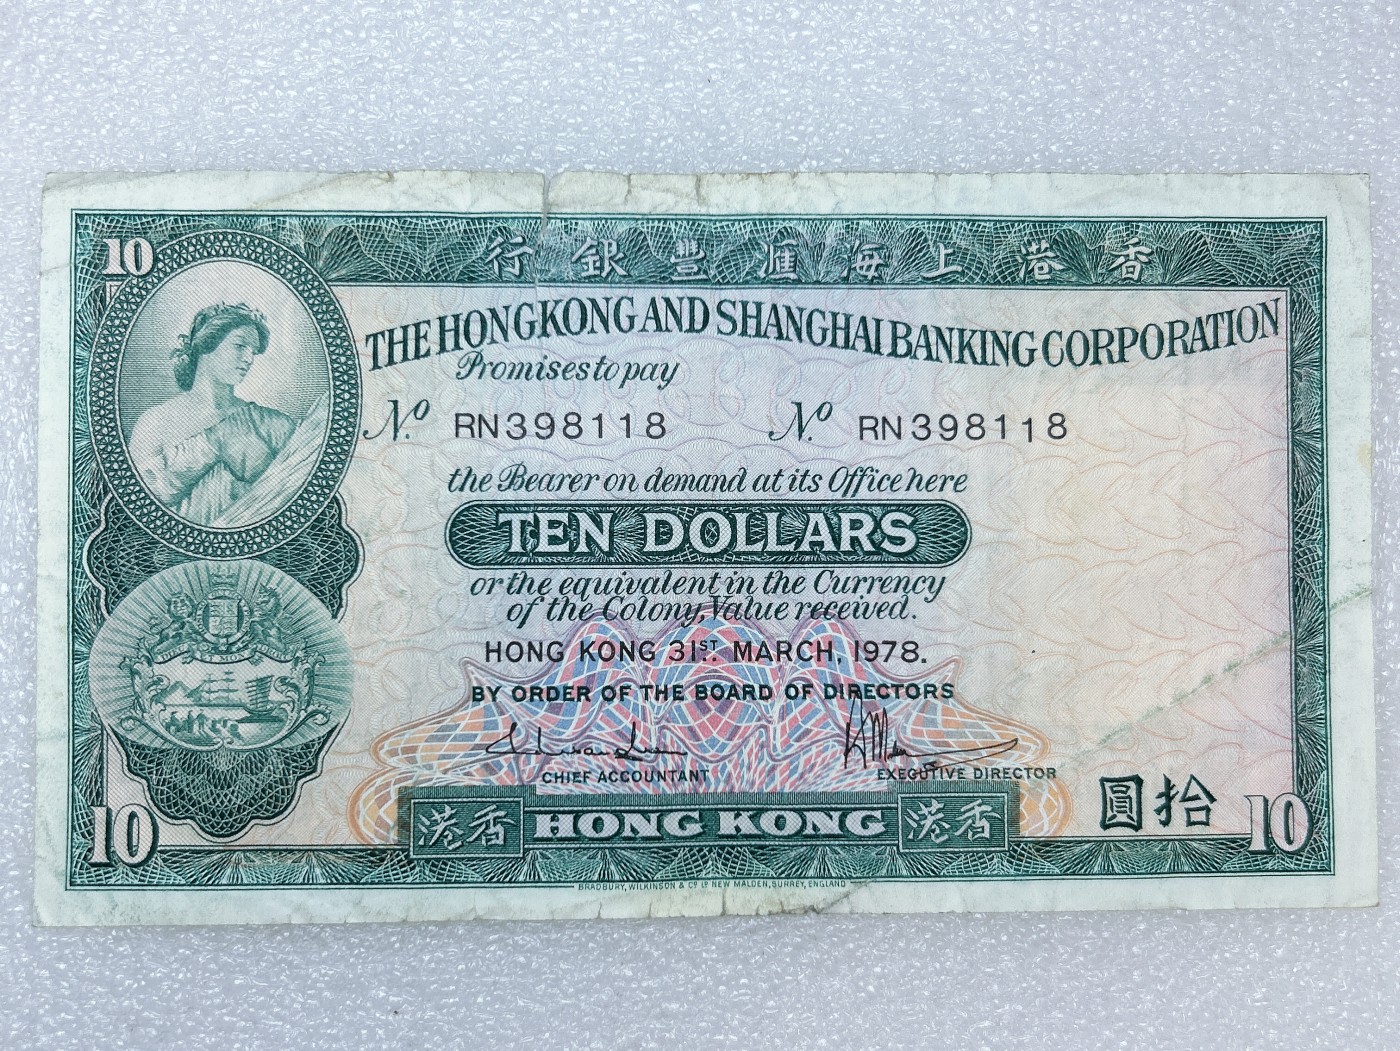 10
行銀豐滙海上港香
THE HONGKONG AND SHANGHAI BANKING CORPORATION
Promises to pay
No. RN398118 No. RN398118
the Bearer on demand at its Office here
TEN DOLLARS
or the equivalent in the Currency
of the Colony, Value received.
HONG KONG 31ST MARCH, 1978.
BY ORDER OF THE BOARD OF DIRECTORS
CHIEF ACCOUNTANT EXECUTIVE DIRECTOR
圓拾
10 港香 HONG KONG 港香 10
BRADBURY, WILKINSON & Co. Ld. NEW MALDEN, SURREY, ENGLAND